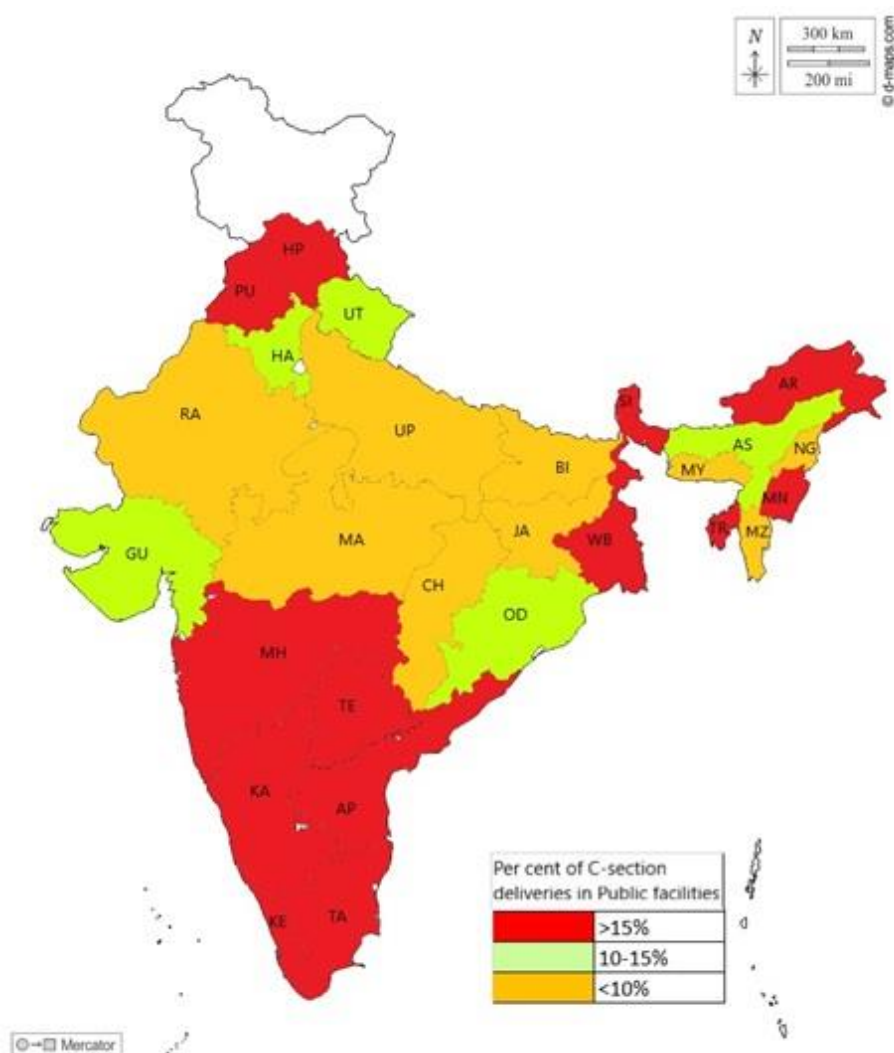 N
300 km
200 mi
© d-maps.com
HP
PU
UT
HA
RA
UP
BI
SI
AR
AS
NG
MY
MN
TR
MZ
GU
MA
JA
WB
CH
OD
MH
TE
KA
AP
KE
TA
Per cent of C-section
deliveries in Public facilities
>15%
10-15%
<10%
Mercator